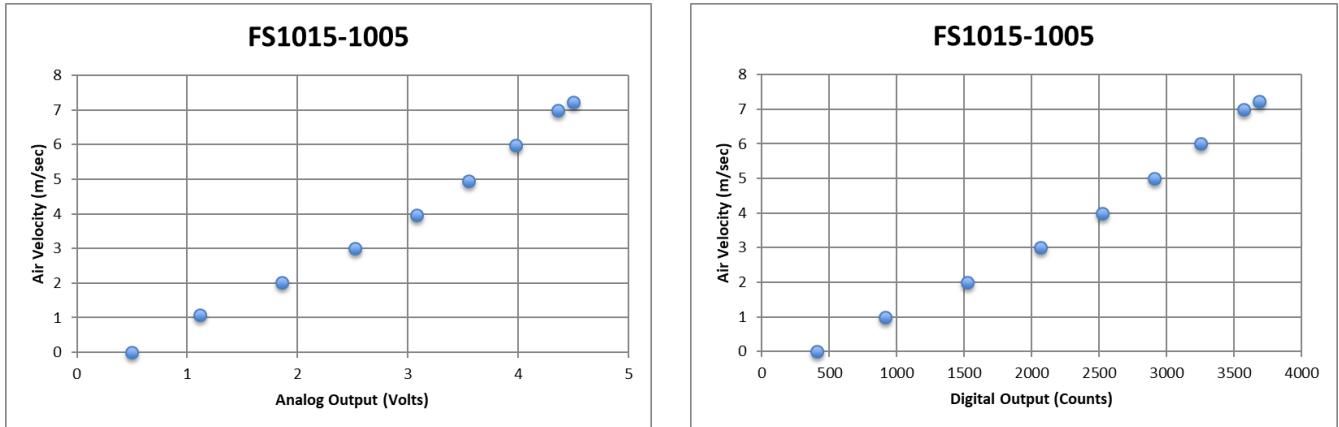 FS1015-1005
8
7
6
5
4
3
2
1
0
Air Velocity (m/sec)
0 1 2 3 4 5
Analog Output (Volts)
FS1015-1005
8
7
6
5
4
3
2
1
0
Air Velocity (m/sec)
0 500 1000 1500 2000 2500 3000 3500 4000
Digital Output (Counts)